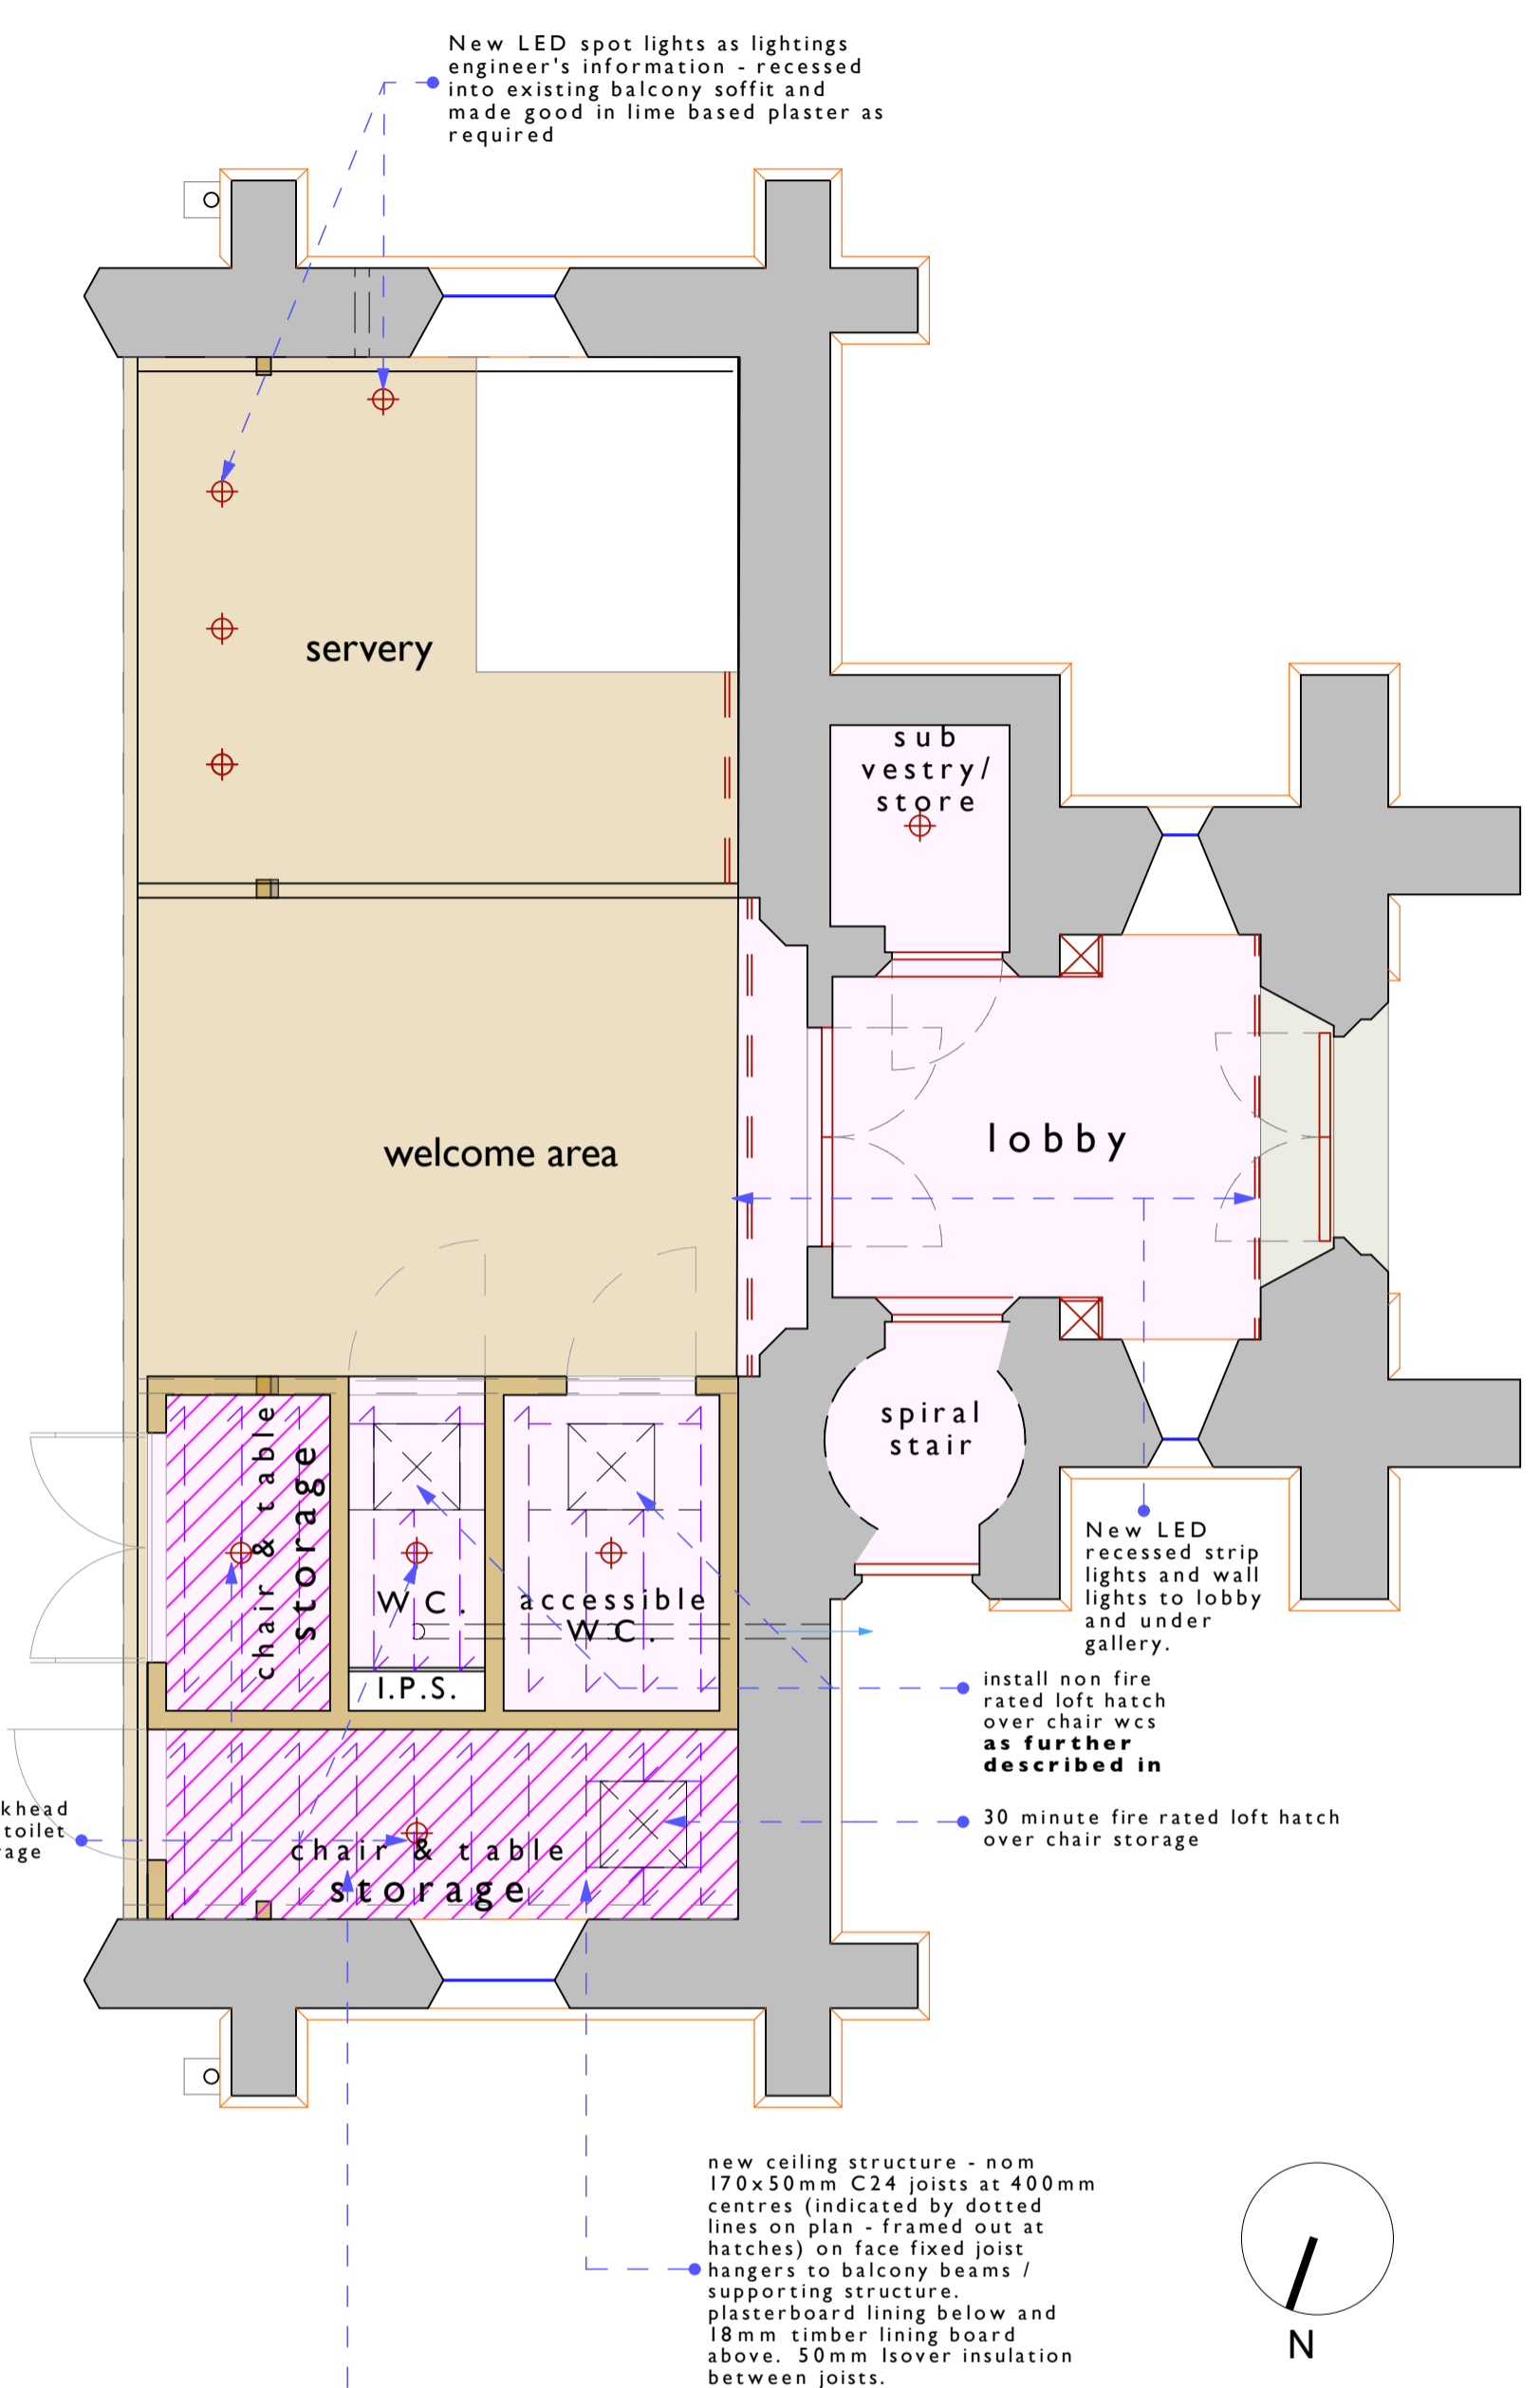 New LED spot lights as lightings
engineer's information - recessed
into existing balcony soffit and
made good in lime based plaster as
required
servery
sub
vestry/
store
welcome area
lobby
spiral
stair
chair & table
storage
W C .
accessible
W C .
I.P.S.
New LED
recessed strip
lights and wall
lights to lobby
and under
gallery.
install non fire
rated loft hatch
over chair wcs
as further
described in
30 minute fire rated loft hatch
over chair storage
khead
toilet
age
chair & table
storage
new ceiling structure - nom
170x50mm C24 joists at 400mm
centres (indicated by dotted
lines on plan - framed out at
hatches) on face fixed joist
hangers to balcony beams /
supporting structure.
plasterboard lining below and
18mm timber lining board
above. 50mm Isover insulation
between joists.
N